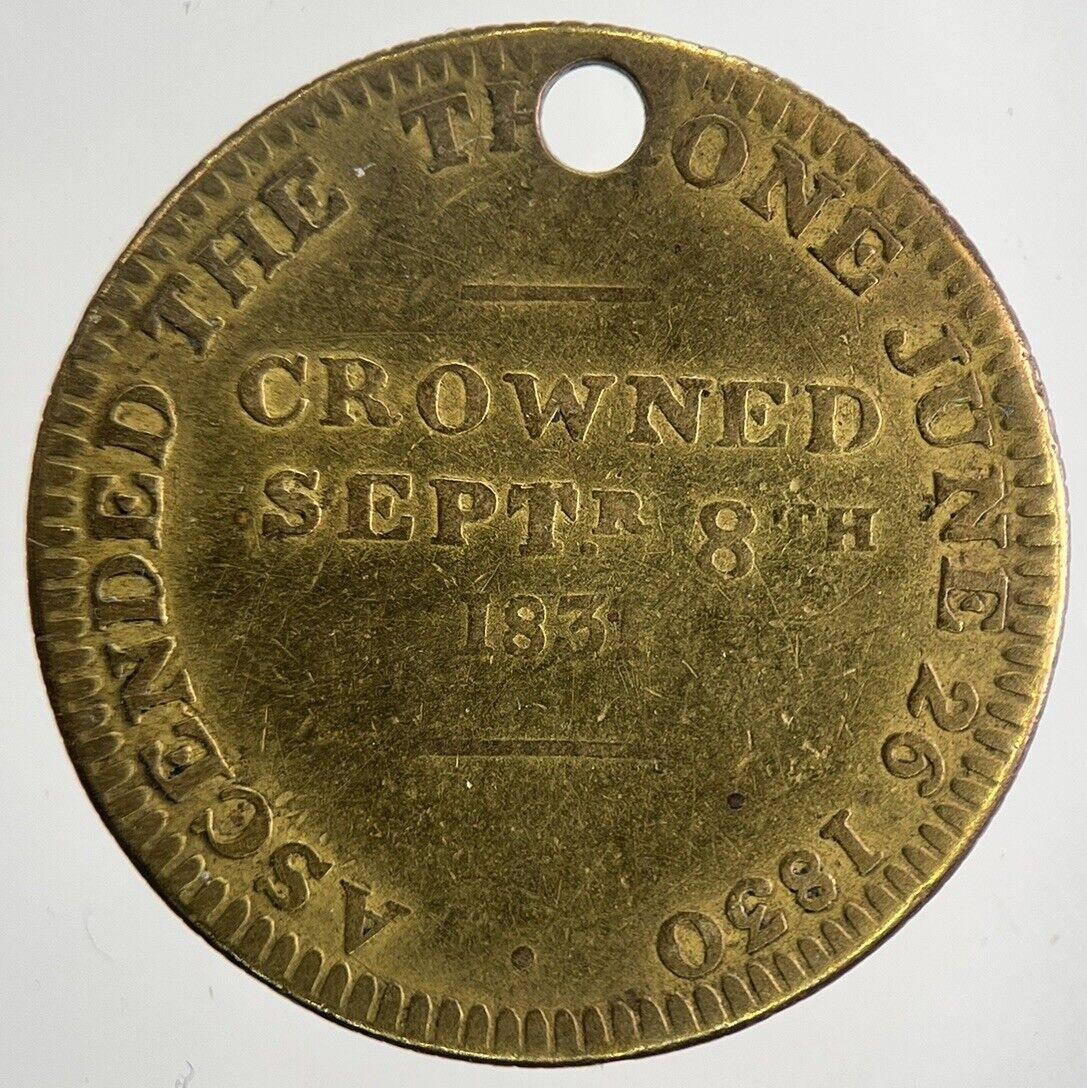 ASCENDED THE THRONE JUNE 26 1830
CROWNED
SEPTR 8TH
1831